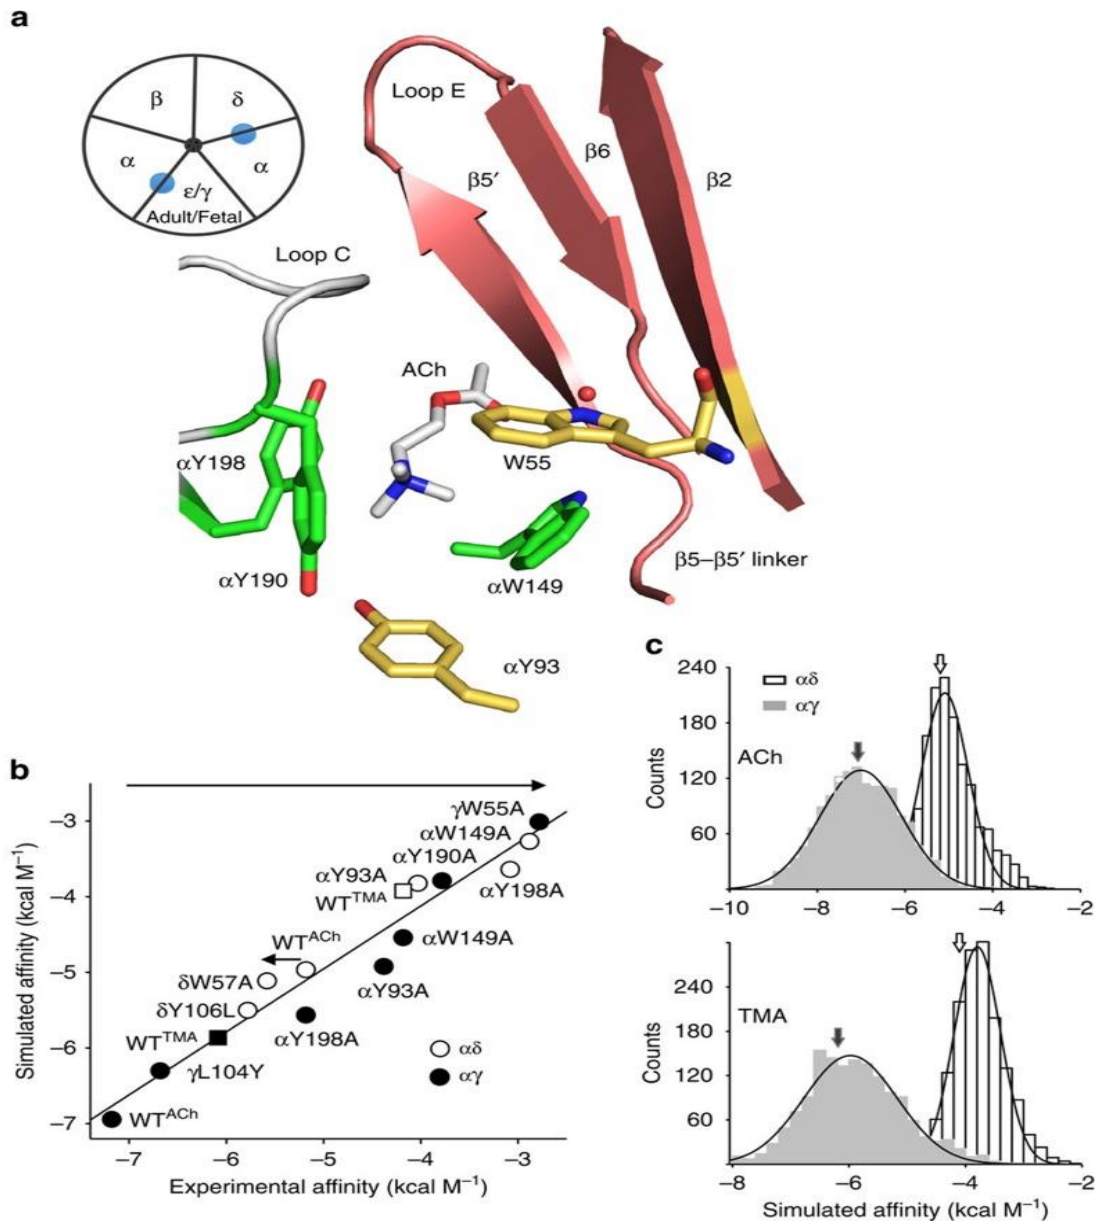 a
β
δ
α
α
ε/γ
Adult/Fetal
Loop E
β6
β5′
β2
Loop C
ACh
αY198
W55
αY190
αW149
β5–β5′ linker
αY93
b
Simulated affinity (kcal M⁻¹)
−3
−4
−5
−6
−7
γW55A
αW149A
αY190A
αY93A
αY198A
WTᵀᴹᴬ
WTᴬᶜʰ
αW149A
δW57A
αY93A
δY106L
WTᵀᴹᴬ
αY198A
αδ
γL104Y
αγ
WTᴬᶜʰ
−7
−6
−5
−4
−3
Experimental affinity (kcal M⁻¹)
c
240
180
120
60
Counts
αδ
αγ
ACh
−10
−8
−6
−4
−2
240
180
120
60
Counts
TMA
−8
−6
−4
−2
Simulated affinity (kcal M⁻¹)